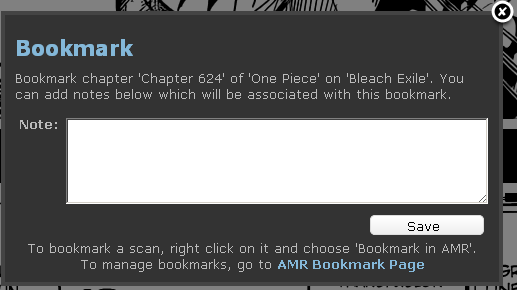 Bookmark
Bookmark chapter 'Chapter 624' of 'One Piece' on 'Bleach Exile'. You
can add notes below which will be associated with this bookmark.
Note:
Save
To bookmark a scan, right click on it and choose 'Bookmark in AMR'.
To manage bookmarks, go to AMR Bookmark Page